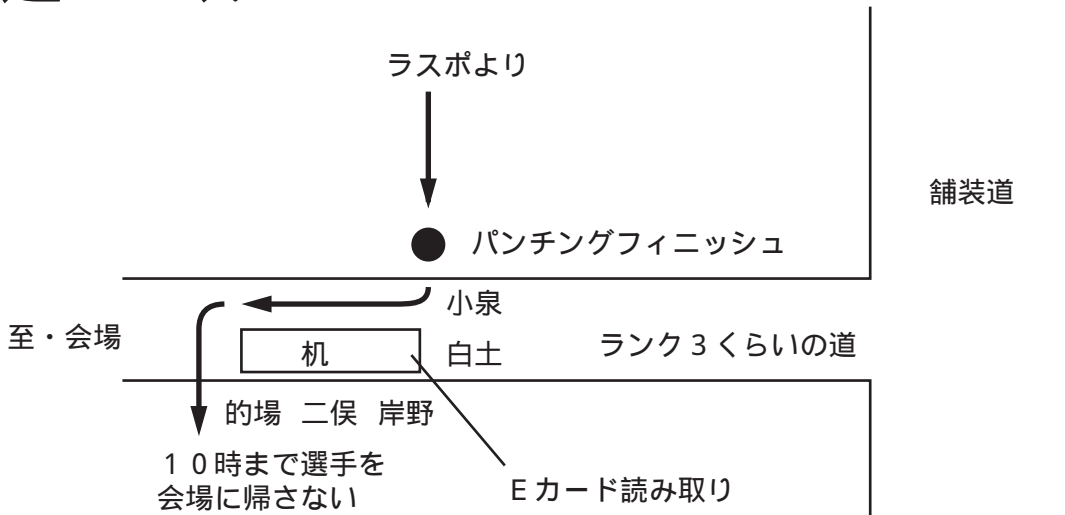 ラスポより
舗装道
パンチングフィニッシュ
小泉
至・会場
机
白土
ランク３くらいの道
的場 二俣 岸野
１０時まで選手を
会場に帰さない
Ｅカード読み取り